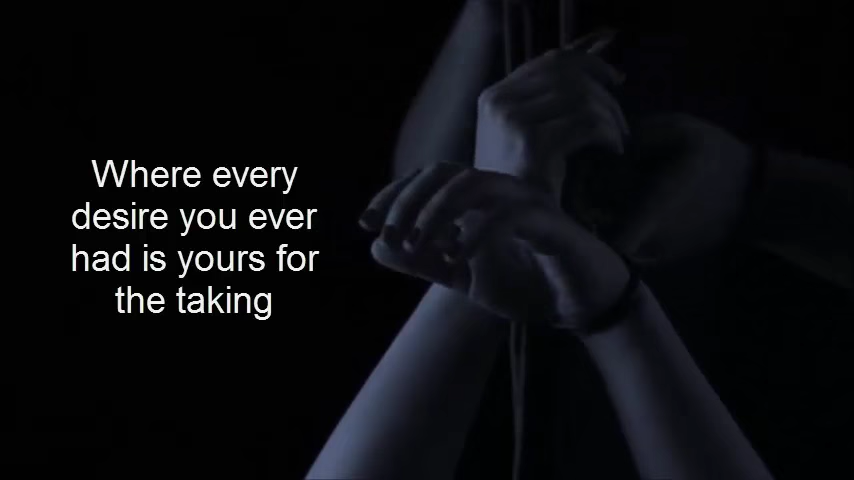 Where every
desire you ever
had is yours for
the taking